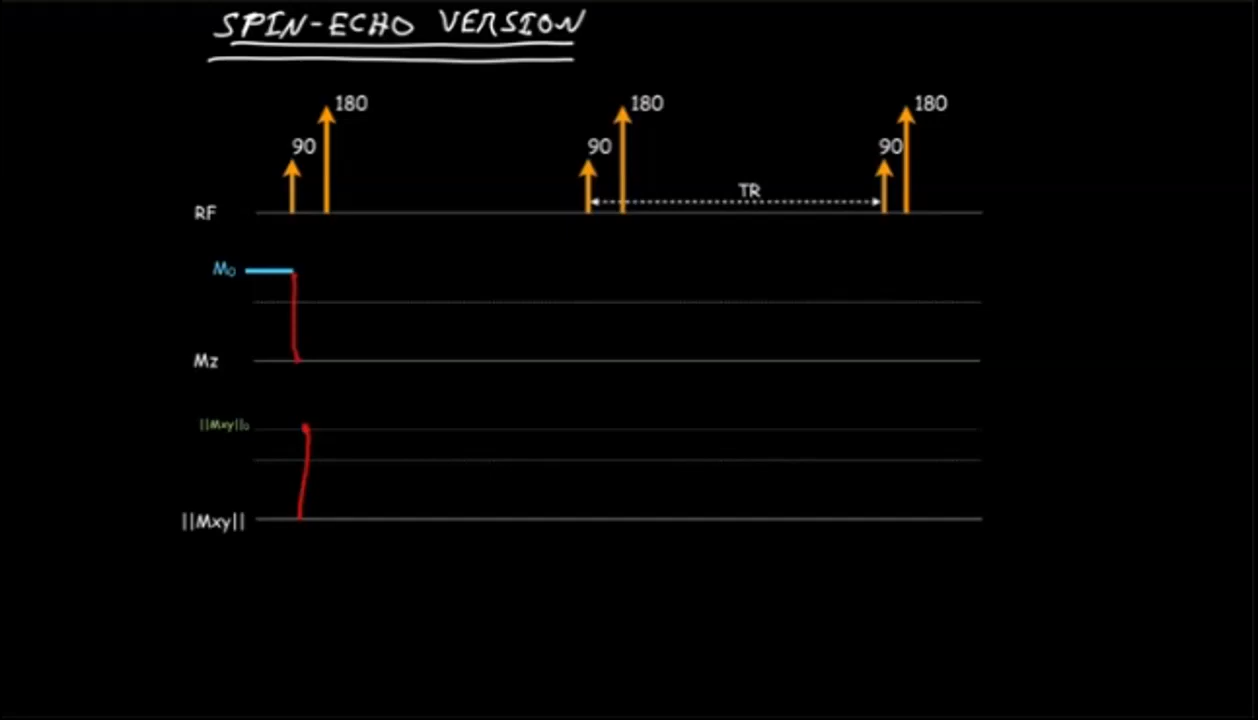 SPIN-ECHO VERSION
180 180 180
90 90 90
TR
RF
M₀
Mz
||Mxy||₀
||Mxy||